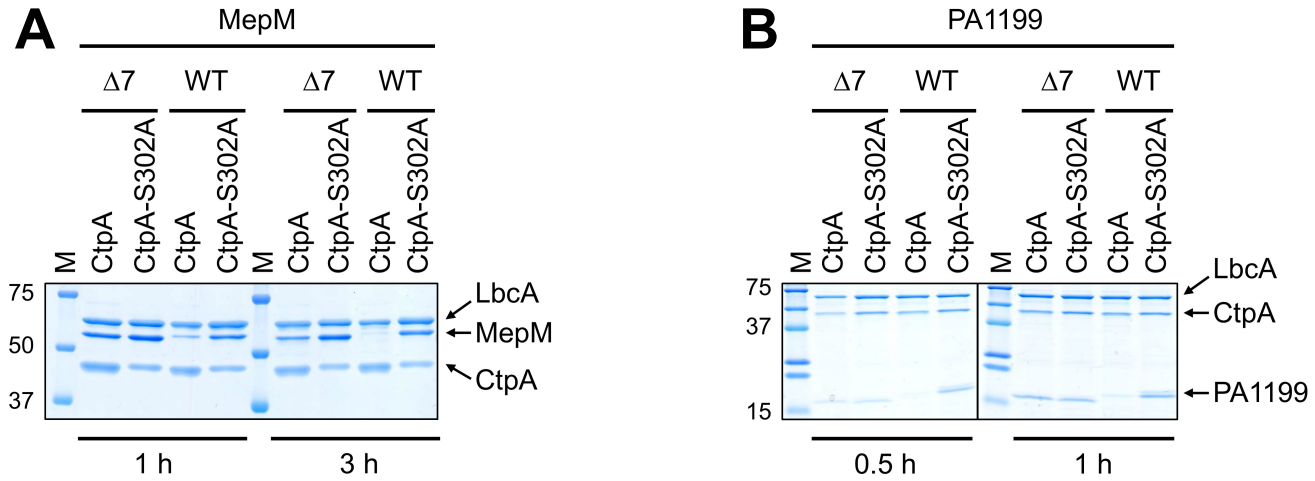 A
MepM
Δ7 WT Δ7 WT
M CtpA CtpA-S302A CtpA CtpA-S302A M CtpA CtpA-S302A CtpA CtpA-S302A
75
50
37
LbcA
MepM
CtpA
1 h 3 h
B
PA1199
Δ7 WT Δ7 WT
M CtpA CtpA-S302A CtpA CtpA-S302A M CtpA CtpA-S302A CtpA CtpA-S302A
75
37
15
LbcA
CtpA
PA1199
0.5 h 1 h